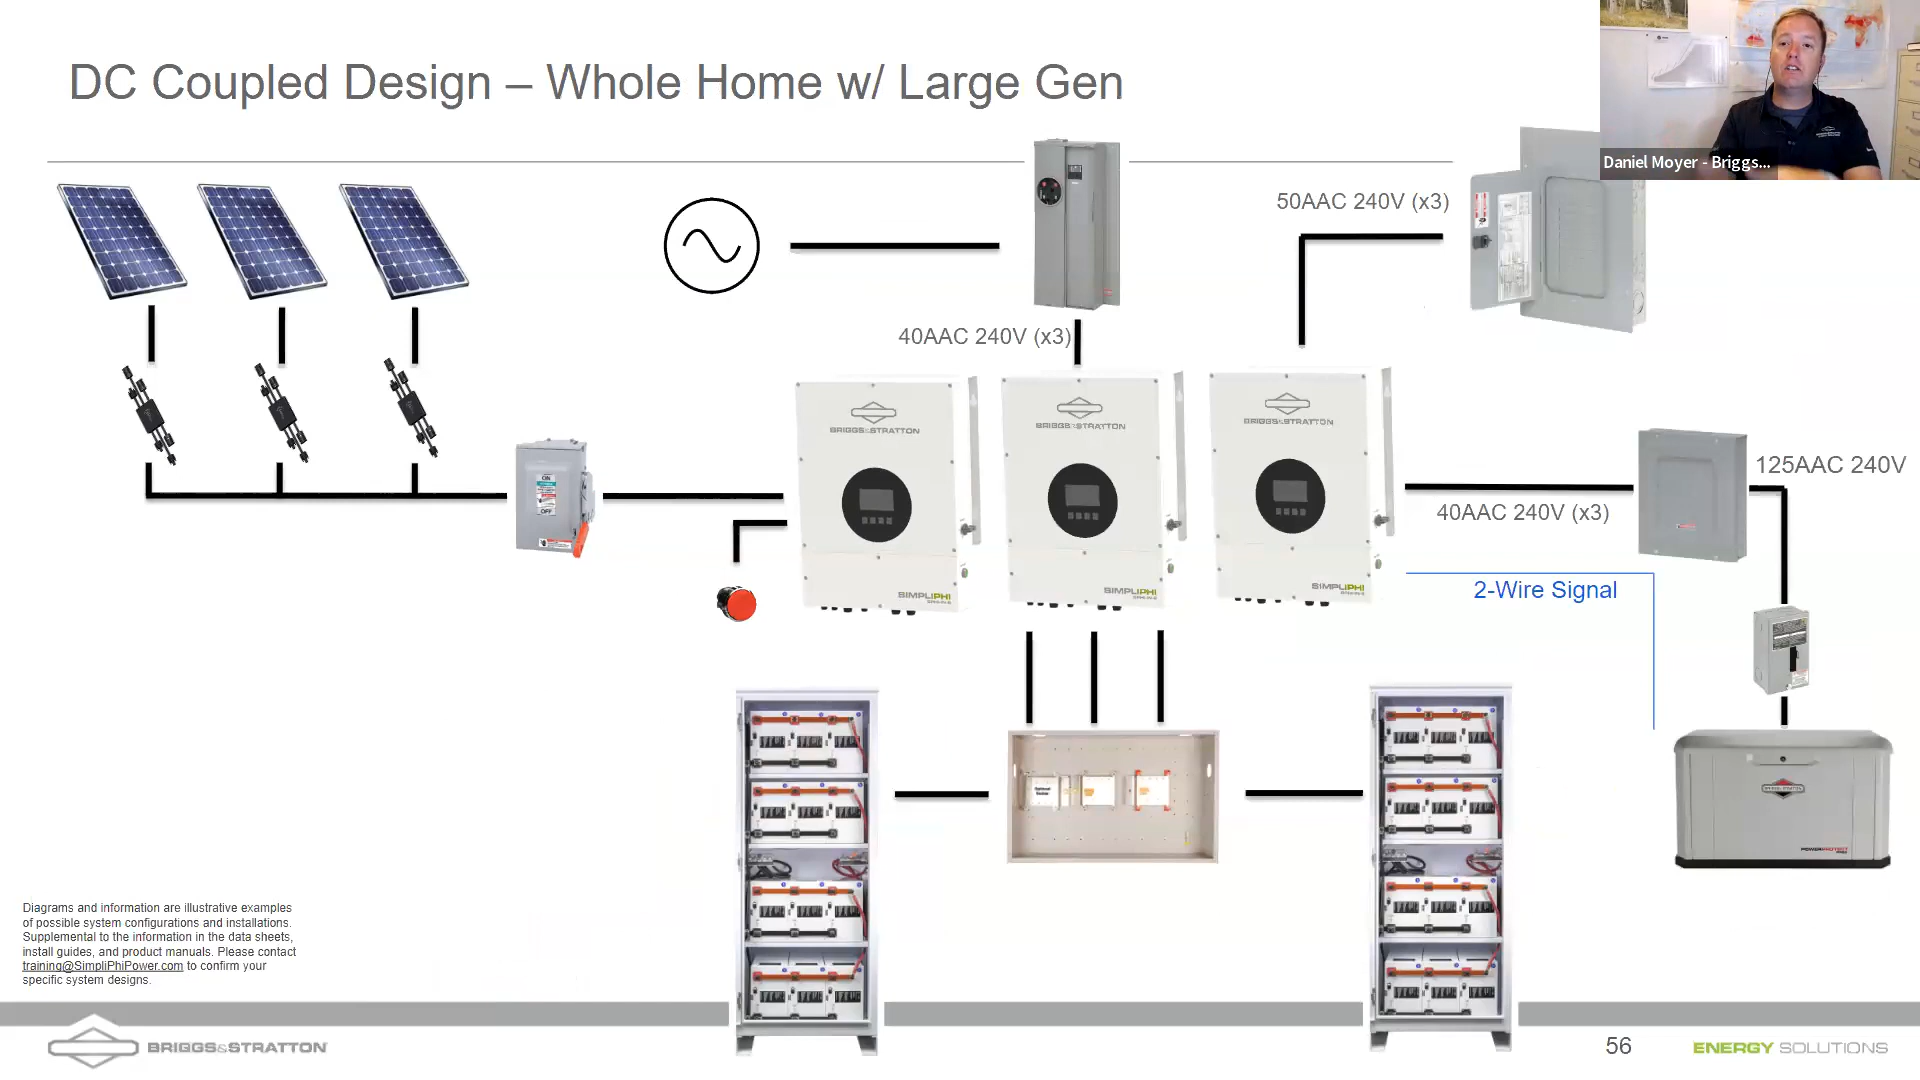 DC Coupled Design – Whole Home w/ Large Gen
Daniel Moyer - Briggs...
50AAC 240V (x3)
40AAC 240V (x3)
BRIGGS&STRATTON
BRIGGS&STRATTON
BRIGGS&STRATTON
ON
OFF
125AAC 240V
40AAC 240V (x3)
2-Wire Signal
SIMPLIPHI
SIMPLIPHI
SIMPLIPHI
Diagrams and information are illustrative examples
of possible system configurations and installations.
Supplemental to the information in the data sheets,
install guides, and product manuals. Please contact
training@SimpliPhiPower.com to confirm your
specific system designs.
BRIGGS&STRATTON
56
ENERGY SOLUTIONS